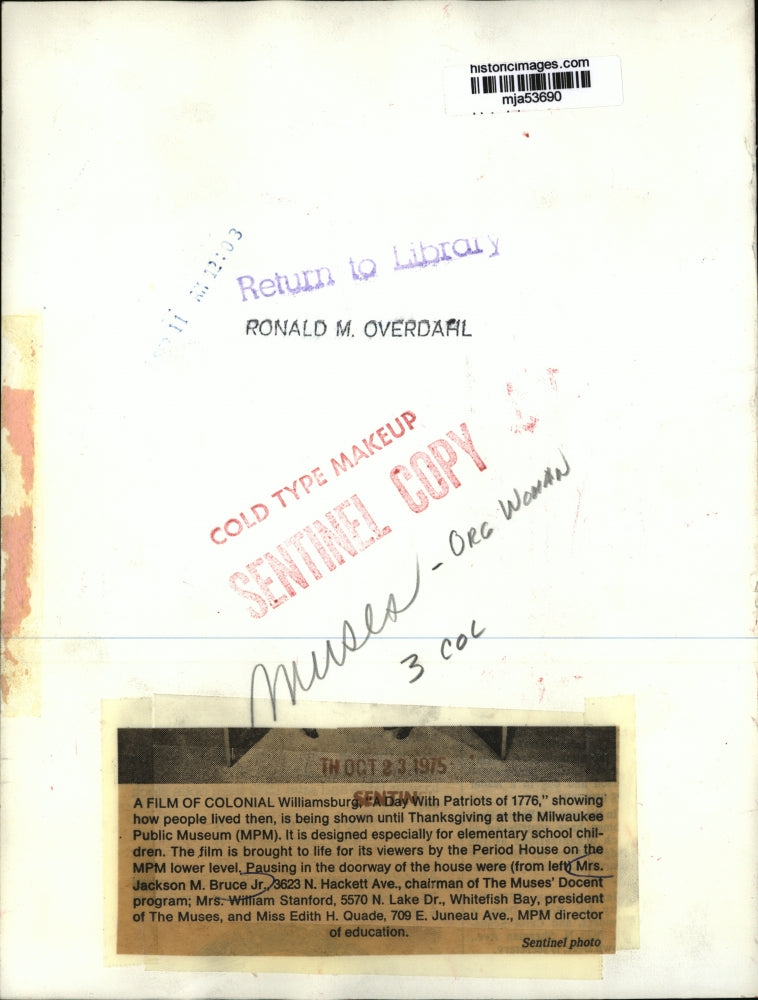 historicimages.com
mja53690
Return to Library
RONALD M. OVERDAHL
COLD TYPE MAKEUP
SENTINEL COPY
Muses - ORG WOMAN
3 COL
TH OCT 23 1975
SENTIN
A FILM OF COLONIAL Williamsburg, "A Day With Patriots of 1776," showing
how people lived then, is being shown until Thanksgiving at the Milwaukee
Public Museum (MPM). It is designed especially for elementary school chil-
dren. The film is brought to life for its viewers by the Period House on the
MPM lower level. Pausing in the doorway of the house were (from left) Mrs.
Jackson M. Bruce Jr., 3623 N. Hackett Ave., chairman of The Muses' Docent
program; Mrs. William Stanford, 5570 N. Lake Dr., Whitefish Bay, president
of The Muses, and Miss Edith H. Quade, 709 E. Juneau Ave., MPM director
of education.
Sentinel photo